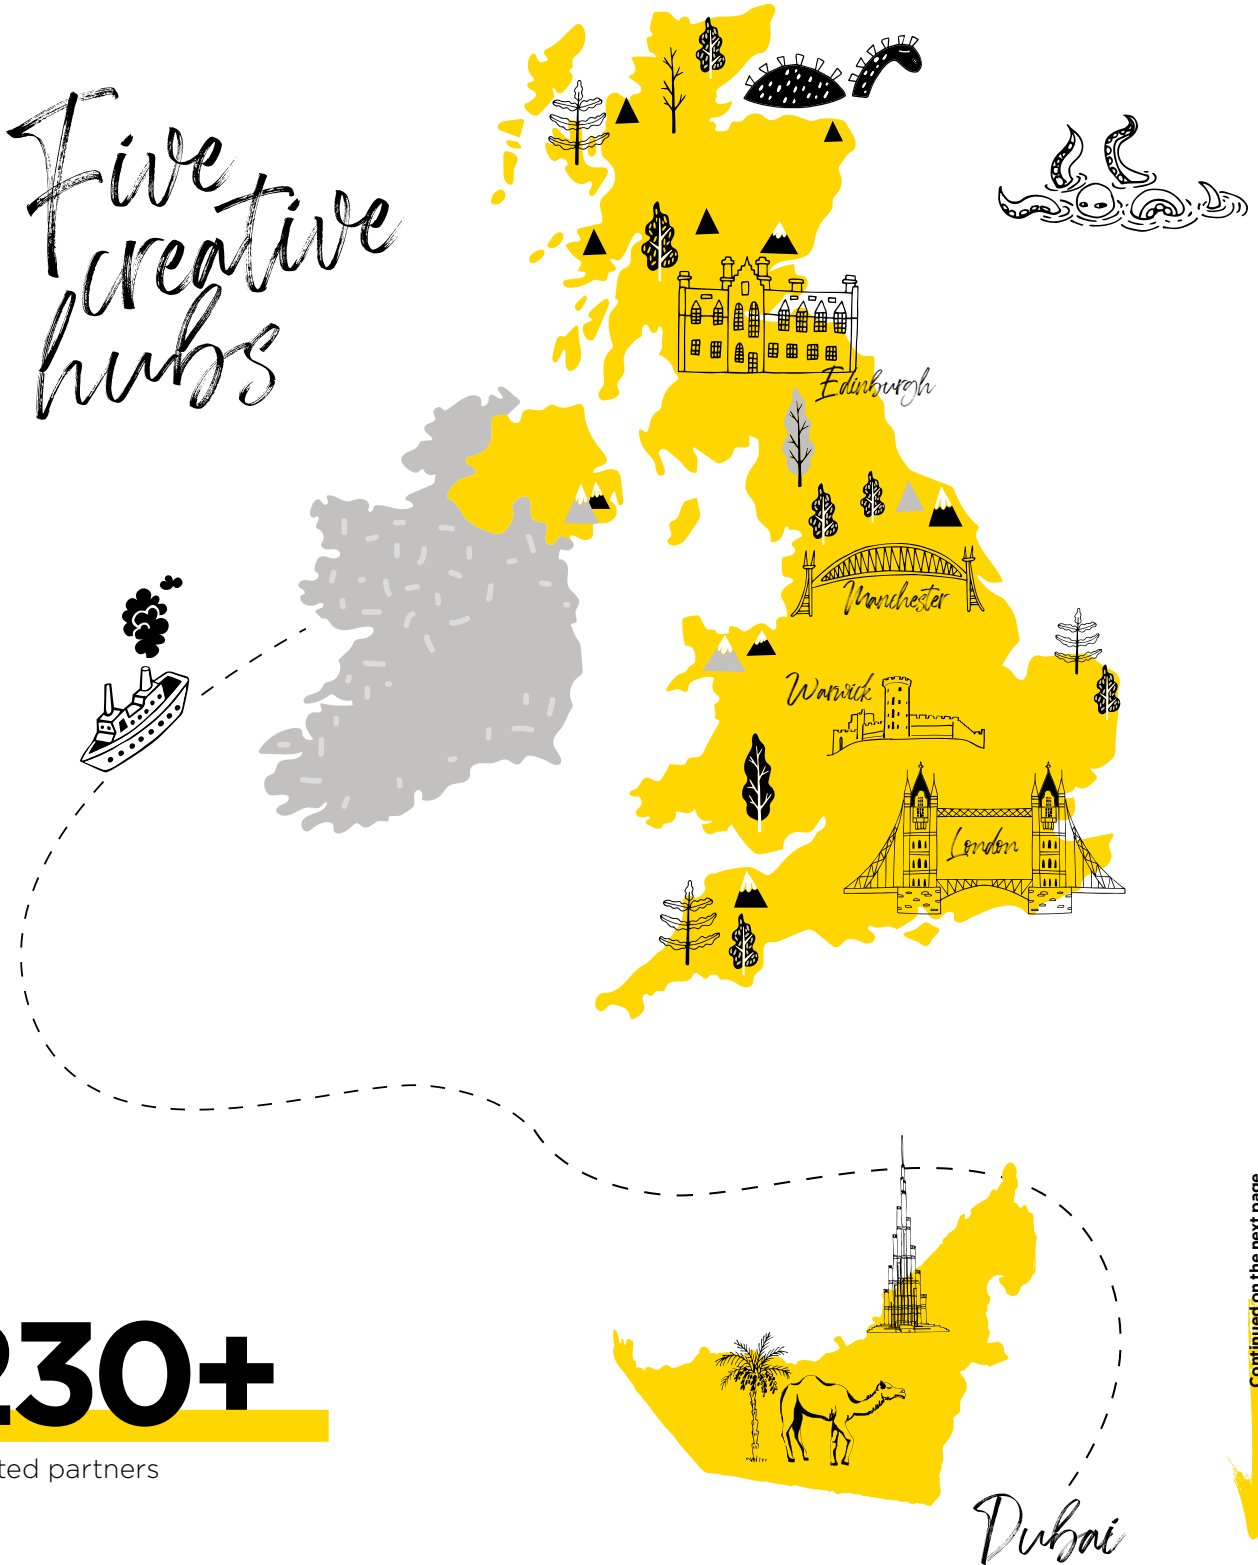 Five
creative
hubs
Edinburgh
Manchester
Warwick
London
Continued on the next page
230+
ted partners
Dubai